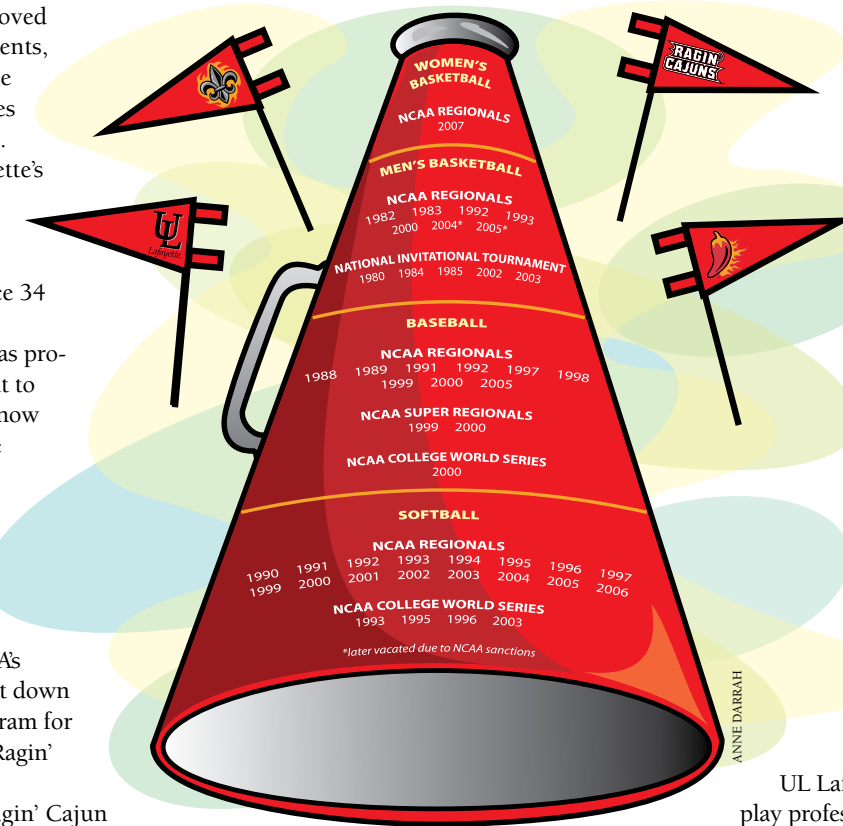 oved
ents,
e
es
.
ette's
ce 34
as pro-
t to
now
A's
t down
ram for
Ragin'
gin' Cajun
RAGIN'
CAJUNS
UL
Lafayette.
WOMEN'S
BASKETBALL
NCAA REGIONALS
2007
MEN'S BASKETBALL
NCAA REGIONALS
1982 1983 1992 1993
2000 2004* 2005*
NATIONAL INVITATIONAL TOURNAMENT
1980 1984 1985 2002 2003
BASEBALL
NCAA REGIONALS
1988 1989 1991 1992 1997 1998
1999 2000 2005
NCAA SUPER REGIONALS
1999 2000
NCAA COLLEGE WORLD SERIES
2000
SOFTBALL
NCAA REGIONALS
1990 1991 1992 1993 1994 1995 1996 1997
1999 2000 2001 2002 2003 2004 2005 2006
NCAA COLLEGE WORLD SERIES
1993 1995 1996 2003
*later vacated due to NCAA sanctions
ANNE DARRAH
UL Laf
play profes